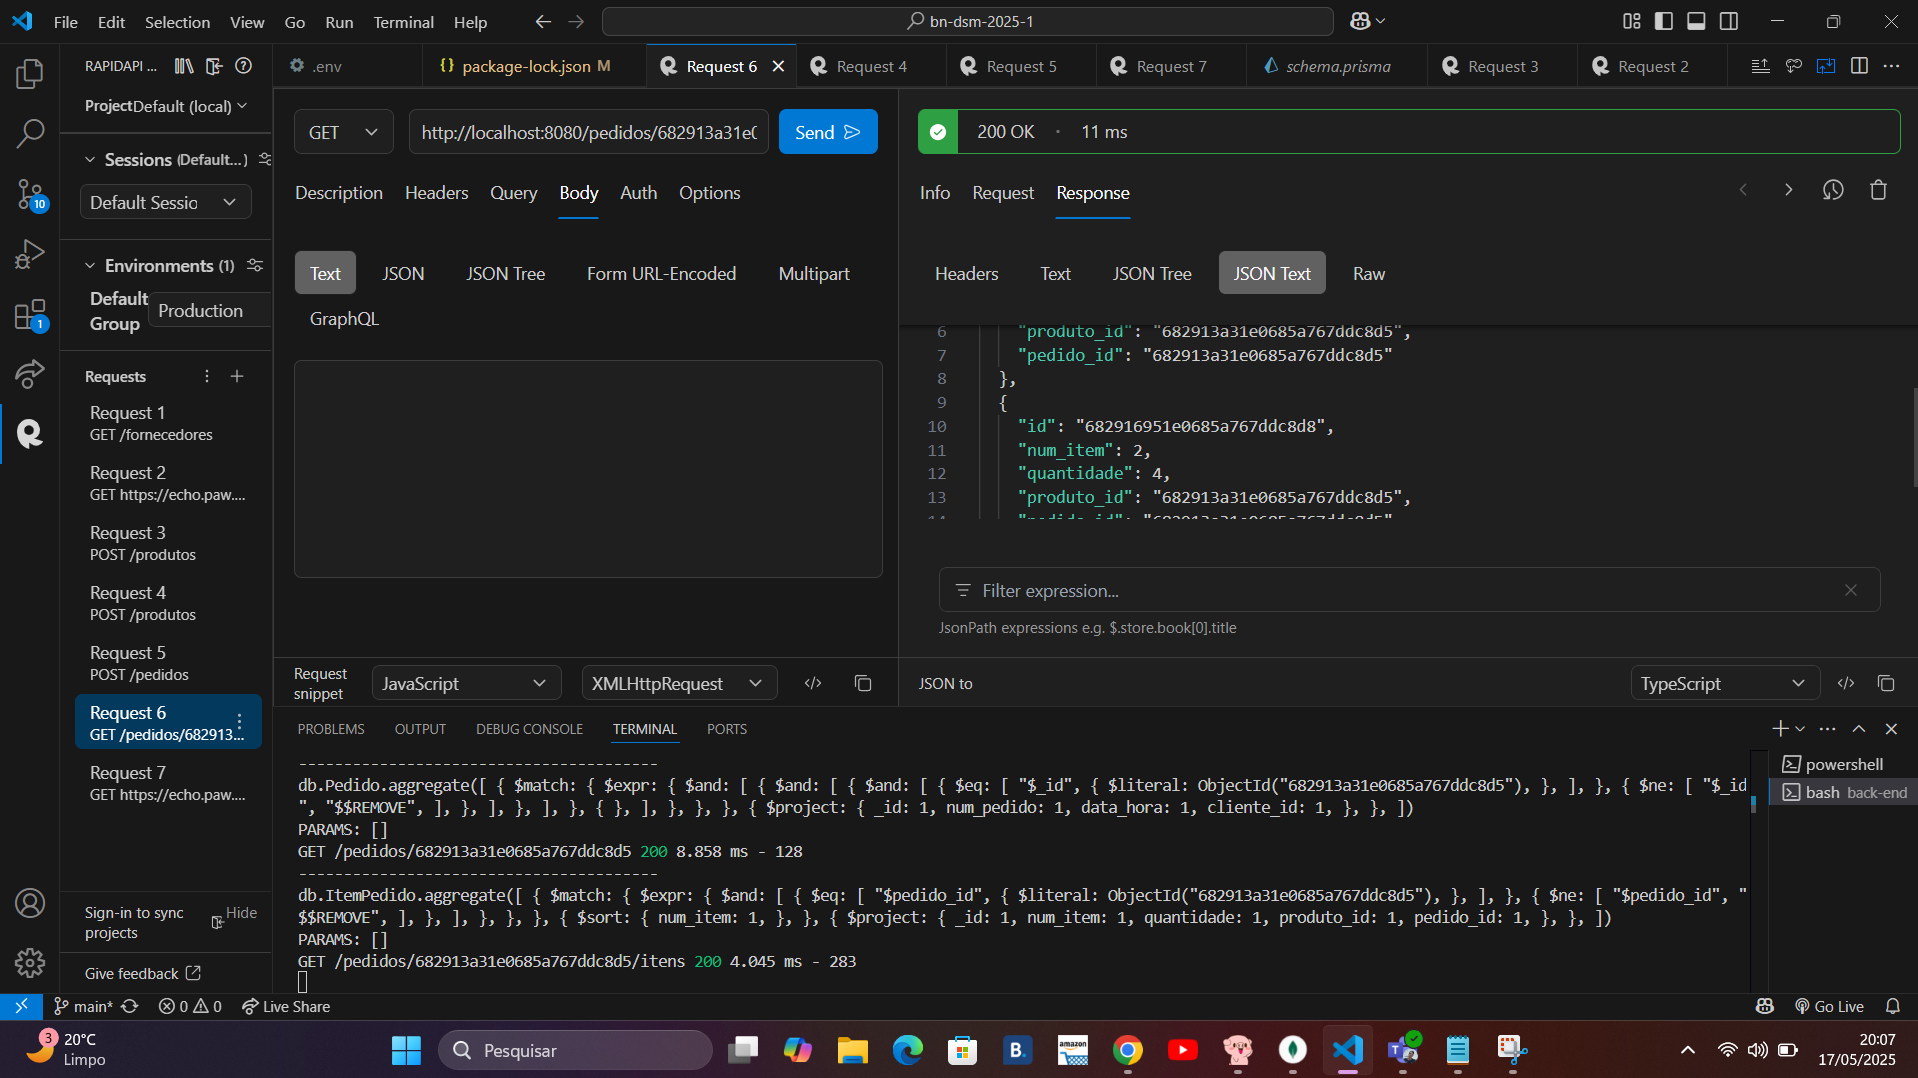 File Edit Selection View Go Run Terminal Help
bn-dsm-2025-1
RAPIDAPI ...
.env
{} package-lock.json M
Request 6
Request 4
Request 5
Request 7
schema.prisma
Request 3
Request 2
Project Default (local)
Sessions (Default...)
Default Sessio
Environments (1)
Default Group
Production
Requests
Request 1
GET /fornecedores
Request 2
GET https://echo.paw....
Request 3
POST /produtos
Request 4
POST /produtos
Request 5
POST /pedidos
Request 6
GET /pedidos/682913...
Request 7
GET https://echo.paw....
Sign-in to sync projects
Hide
Give feedback
10
1
GET
http://localhost:8080/pedidos/682913a31e0
Send
Description Headers Query Body Auth Options
Text JSON JSON Tree Form URL-Encoded Multipart
GraphQL
Request snippet
JavaScript
XMLHttpRequest
200 OK · 11 ms
Info Request Response
Headers Text JSON Tree JSON Text Raw
6 "produto_id": "682913a31e0685a767ddc8d5",
7 "pedido_id": "682913a31e0685a767ddc8d5"
8 },
9 {
10 "id": "682916951e0685a767ddc8d8",
11 "num_item": 2,
12 "quantidade": 4,
13 "produto_id": "682913a31e0685a767ddc8d5",
14 "pedido_id": "682913a31e0685a767ddc8d5"
Filter expression...
JsonPath expressions e.g. $.store.book[0].title
JSON to
TypeScript
PROBLEMS OUTPUT DEBUG CONSOLE TERMINAL PORTS
----------------------------------------
db.Pedido.aggregate([ { $match: { $expr: { $and: [ { $and: [ { $and: [ { $eq: [ "$_id", { $literal: ObjectId("682913a31e0685a767ddc8d5"), }, ], }, { $ne: [ "$_id
", "$$REMOVE", ], }, ], }, ], }, { }, ], }, }, }, { $project: { _id: 1, num_pedido: 1, data_hora: 1, cliente_id: 1, }, }, ])
PARAMS: []
GET /pedidos/682913a31e0685a767ddc8d5 200 8.858 ms - 128
----------------------------------------
db.ItemPedido.aggregate([ { $match: { $expr: { $and: [ { $eq: [ "$pedido_id", { $literal: ObjectId("682913a31e0685a767ddc8d5"), }, ], }, { $ne: [ "$pedido_id", "
$$REMOVE", ], }, ], }, }, }, { $sort: { num_item: 1, }, }, { $project: { _id: 1, num_item: 1, quantidade: 1, produto_id: 1, pedido_id: 1, }, }, ])
PARAMS: []
GET /pedidos/682913a31e0685a767ddc8d5/itens 200 4.045 ms - 283
powershell
bash back-end
main* 0 0 Live Share
Go Live
3
20°C
Limpo
Pesquisar
B.
amazon
20:07
17/05/2025